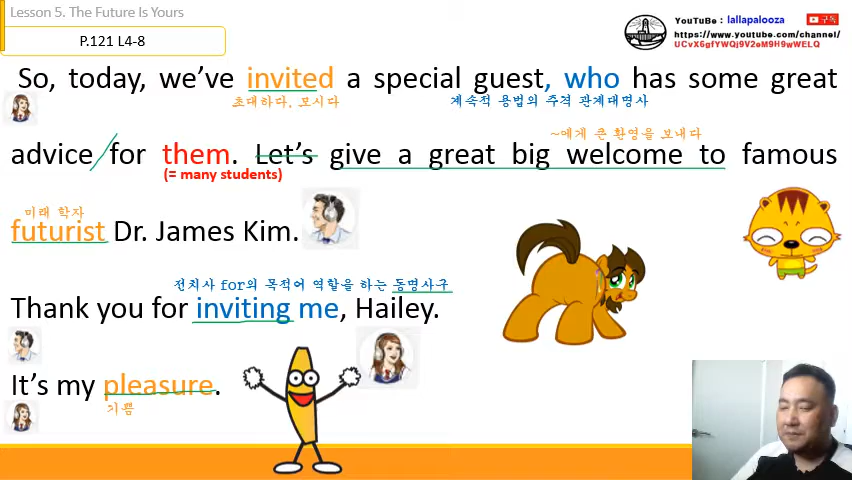 Lesson 5. The Future Is Yours
P.121 L4-8
YouTuBe : lallapalooza 구독
https://www.youtube.com/channel/
UCvX6gfYWQj9V2eM9H9wWELQ
So, today, we've invited a special guest, who has some great
초대하다, 모시다 계속적 용법의 주격 관계대명사
~에게 큰 환영을 보내다
advice for them. Let's give a great big welcome to famous
(= many students)
미래 학자
futurist Dr. James Kim.
전치사 for의 목적어 역할을 하는 동명사구
Thank you for inviting me, Hailey.
It's my pleasure.
기쁨